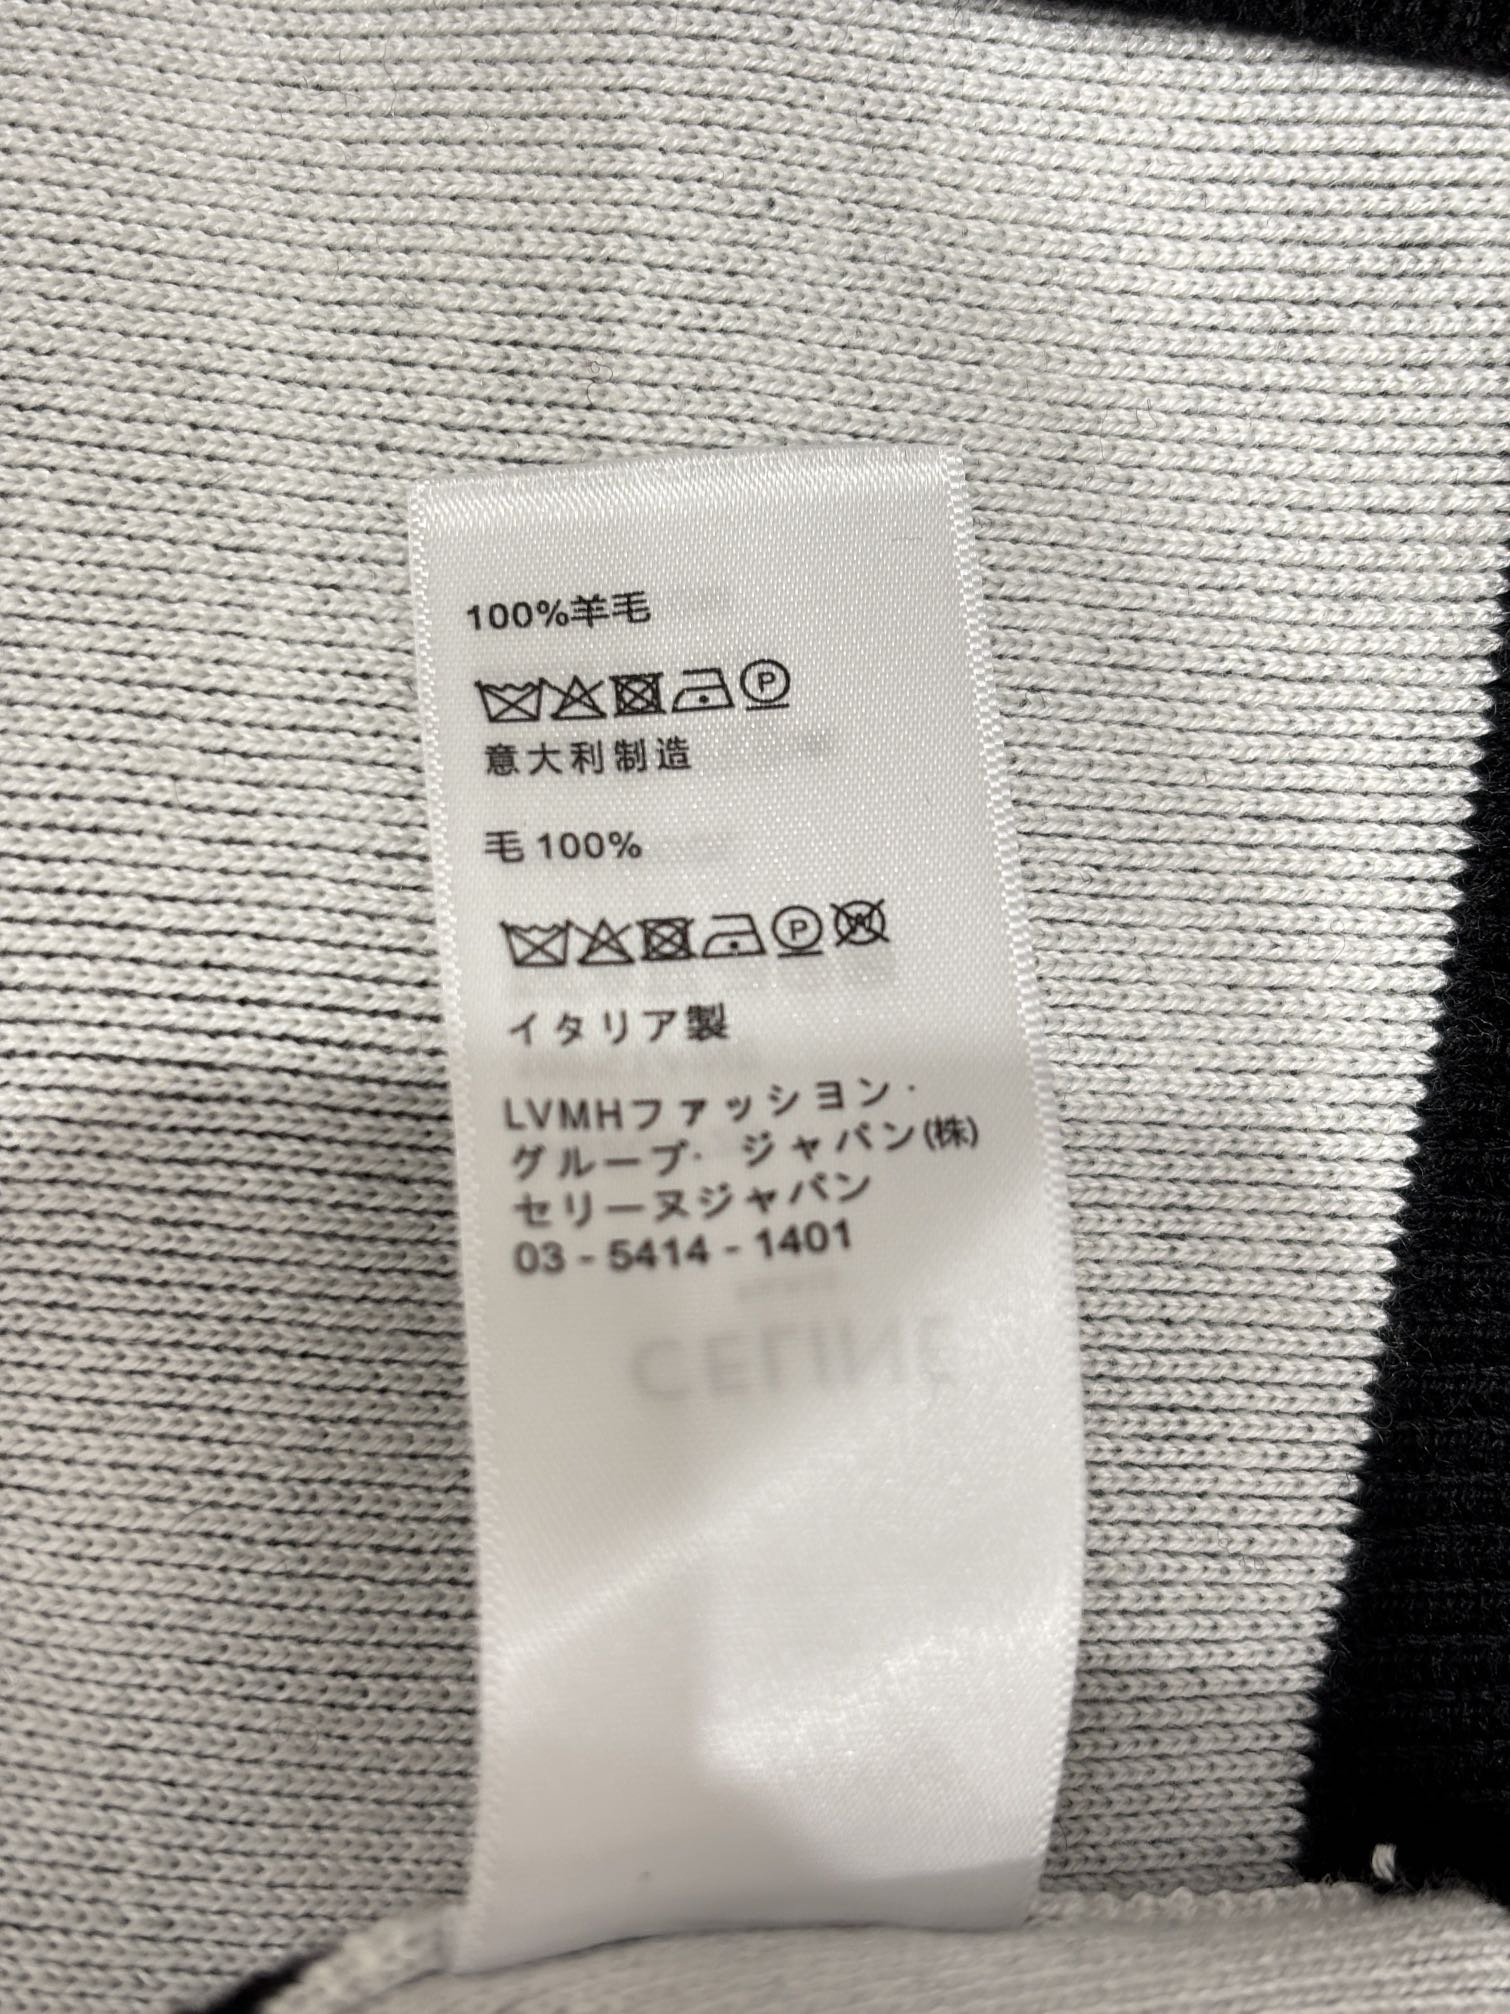 100%羊毛
P
意大利制造
毛 100%
P W
イタリア製
LVMHファッション・
グループ・ ジャパン(株)
セリーヌジャパン
03 - 5414 - 1401
CELINE